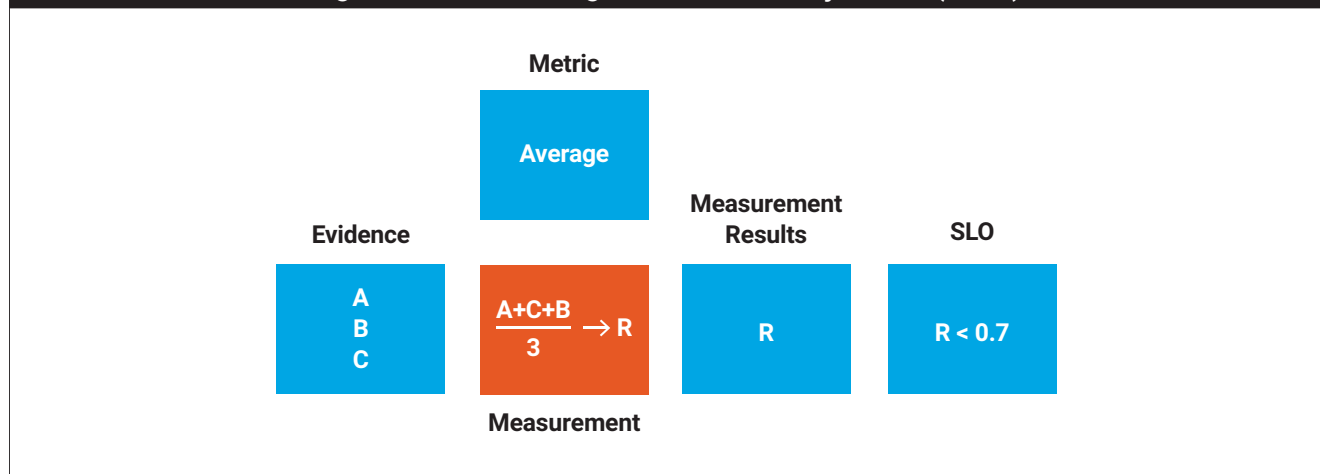 Metric
Average
Measurement
Results
Evidence
SLO
A
B
C
A+C+B
3
→ R
R
R < 0.7
Measurement